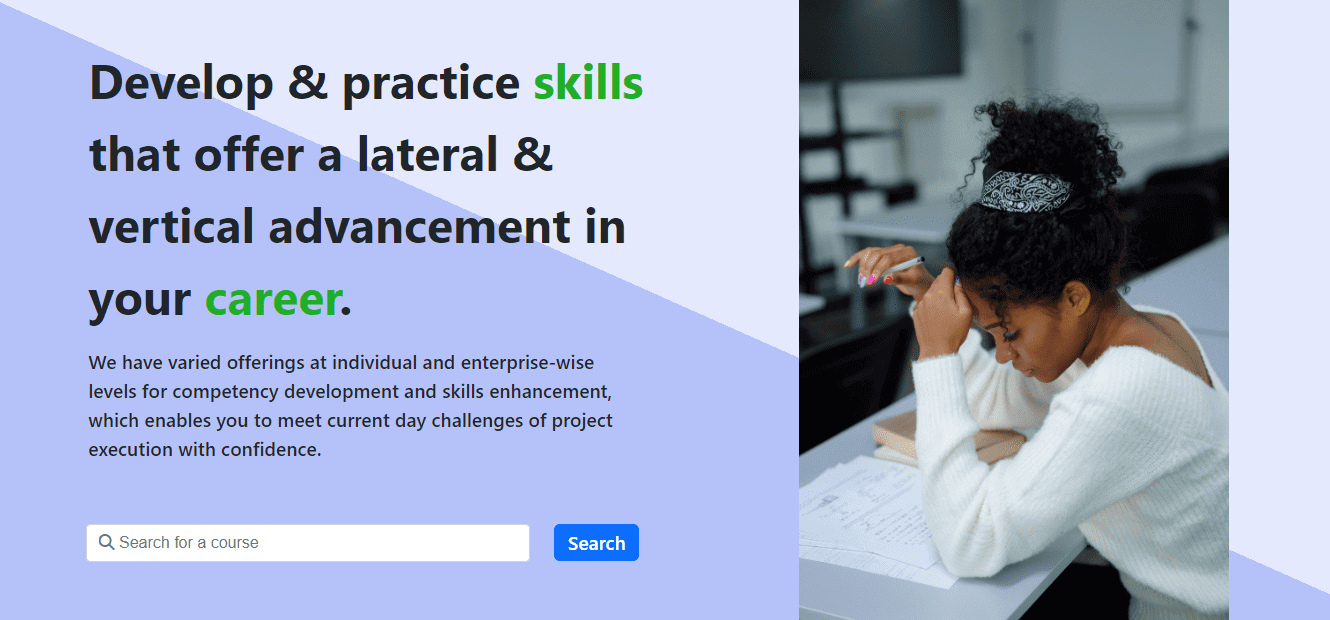 Develop & practice skills
that offer a lateral &
vertical advancement in
your career.
We have varied offerings at individual and enterprise-wise
levels for competency development and skills enhancement,
which enables you to meet current day challenges of project
execution with confidence.
Search for a course
Search